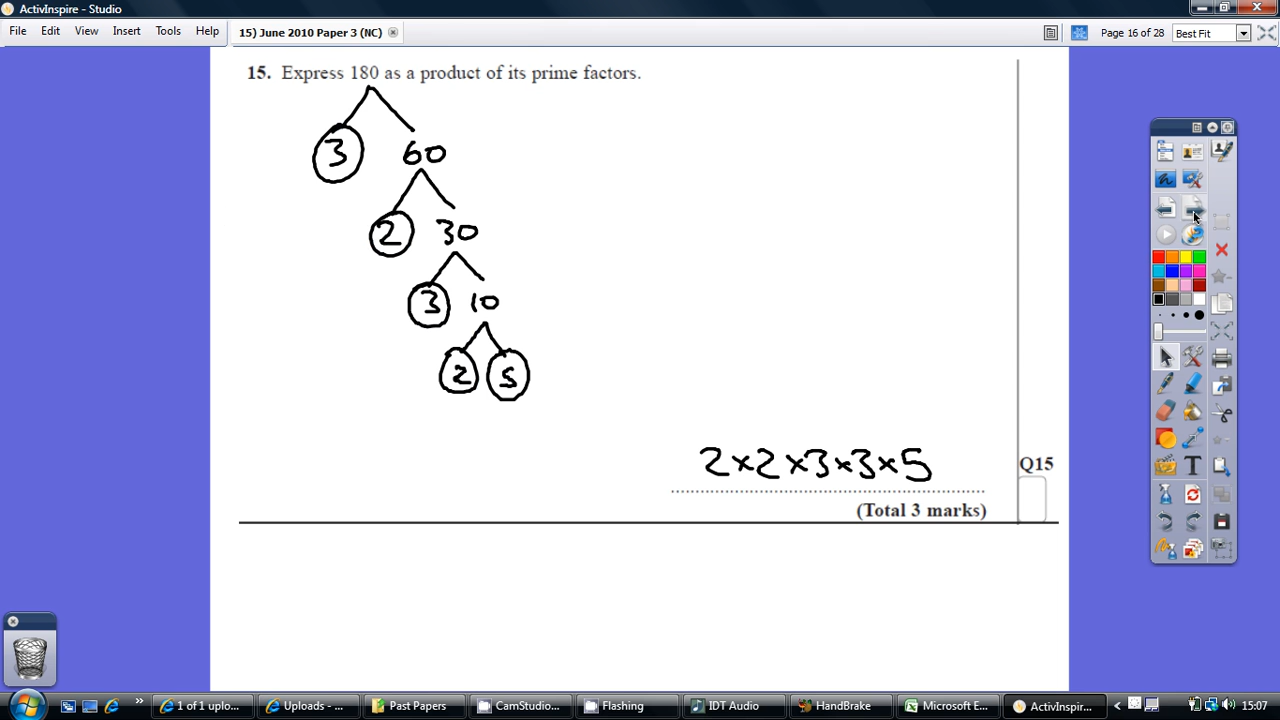 ActivInspire - Studio
File Edit View Insert Tools Help
15) June 2010 Paper 3 (NC)
Page 16 of 28
Best Fit
15. Express 180 as a product of its prime factors.
3 60
2 30
3 10
2 5
2×2×3×3×5
Q15
(Total 3 marks)
1 of 1 uplo...
Uploads - ...
Past Papers
CamStudio...
Flashing
IDT Audio
HandBrake
Microsoft E...
ActivInspir...
15:07